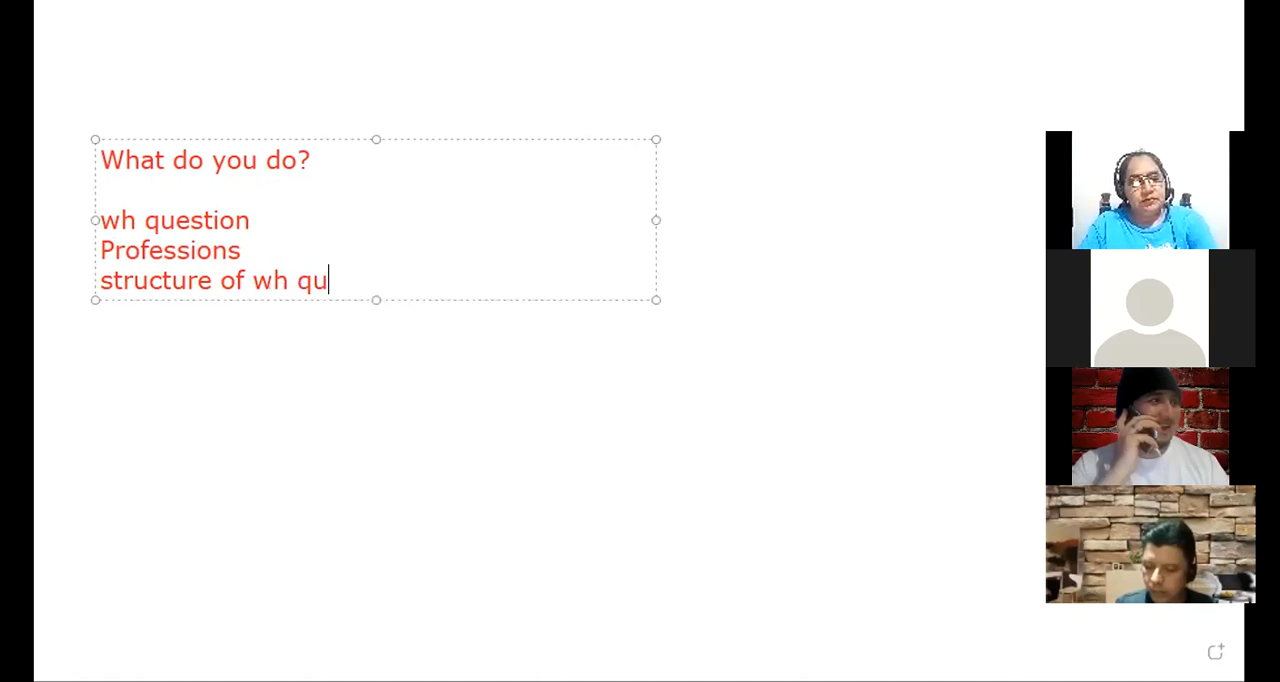 What do you do?
wh question
Professions
structure of wh qu